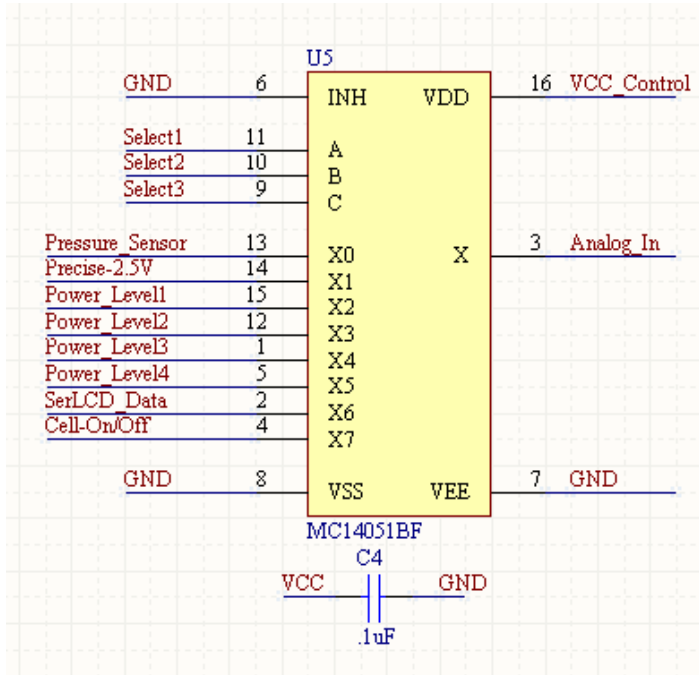 U5
GND 6 INH VDD 16 VCC_Control
Select1 11 A
Select2 10 B
Select3 9 C
Pressure_Sensor 13 X0 X 3 Analog_In
Precise-2.5V 14 X1
Power_Level1 15 X2
Power_Level2 12 X3
Power_Level3 1 X4
Power_Level4 5 X5
SerLCD_Data 2 X6
Cell-On/Off 4 X7
GND 8 VSS VEE 7 GND
MC14051BF
C4
VCC GND
.1uF